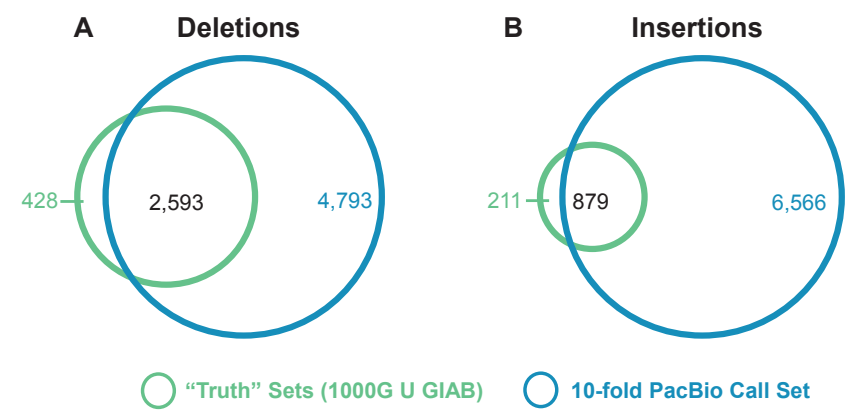 A Deletions
B Insertions
428
2,593
4,793
211
879
6,566
“Truth” Sets (1000G U GIAB)
10-fold PacBio Call Set